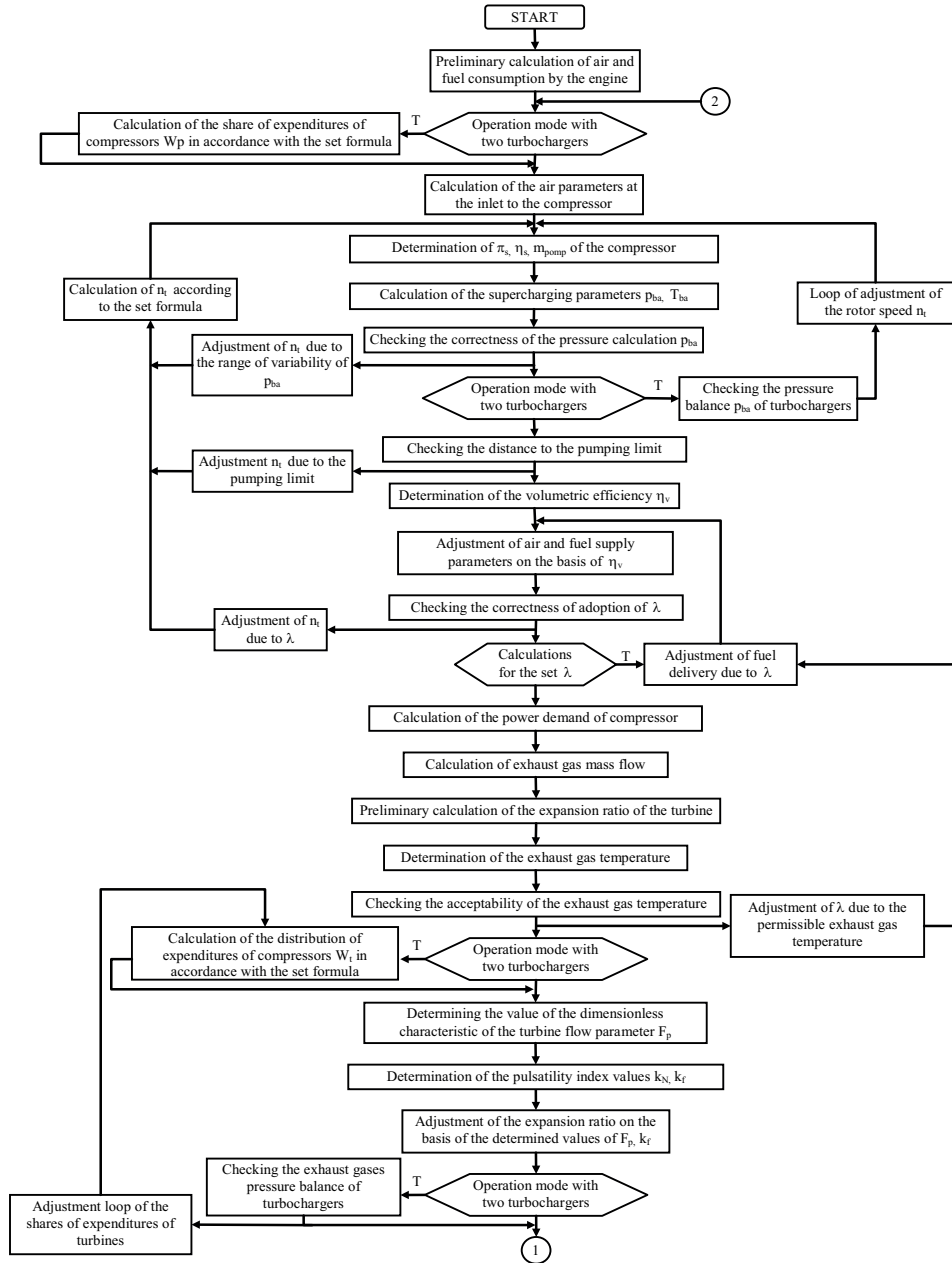 START
Preliminary calculation of air and
fuel consumption by the engine
2
Calculation of the share of expenditures of
compressors Wp in accordance with the set formula
T
Operation mode with
two turbochargers
Calculation of the air parameters at
the inlet to the compressor
Determination of πs, ηs, mpomp of the compressor
Calculation of nt according
to the set formula
Calculation of the supercharging parameters pba, Tba
Loop of adjustment of
the rotor speed nt
Checking the correctness of the pressure calculation pba
Adjustment of nt due to
the range of variability of
pba
Operation mode with
two turbochargers
T
Checking the pressure
balance pba of turbochargers
Checking the distance to the pumping limit
Adjustment nt due to the
pumping limit
Determination of the volumetric efficiency ηv
Adjustment of air and fuel supply
parameters on the basis of ηv
Checking the correctness of adoption of λ
Adjustment of nt
due to λ
Calculations
for the set λ
T
Adjustment of fuel
delivery due to λ
Calculation of the power demand of compressor
Calculation of exhaust gas mass flow
Preliminary calculation of the expansion ratio of the turbine
Determination of the exhaust gas temperature
Checking the acceptability of the exhaust gas temperature
Adjustment of λ due to the
permissible exhaust gas
temperature
Calculation of the distribution of
expenditures of compressors Wt in
accordance with the set formula
T
Operation mode with
two turbochargers
Determining the value of the dimensionless
characteristic of the turbine flow parameter Fp
Determination of the pulsatility index values kN, kf
Adjustment of the expansion ratio on the
basis of the determined values of Fp, kf
Checking the exhaust gases
pressure balance of
turbochargers
T
Operation mode with
two turbochargers
Adjustment loop of the
shares of expenditures of
turbines
1